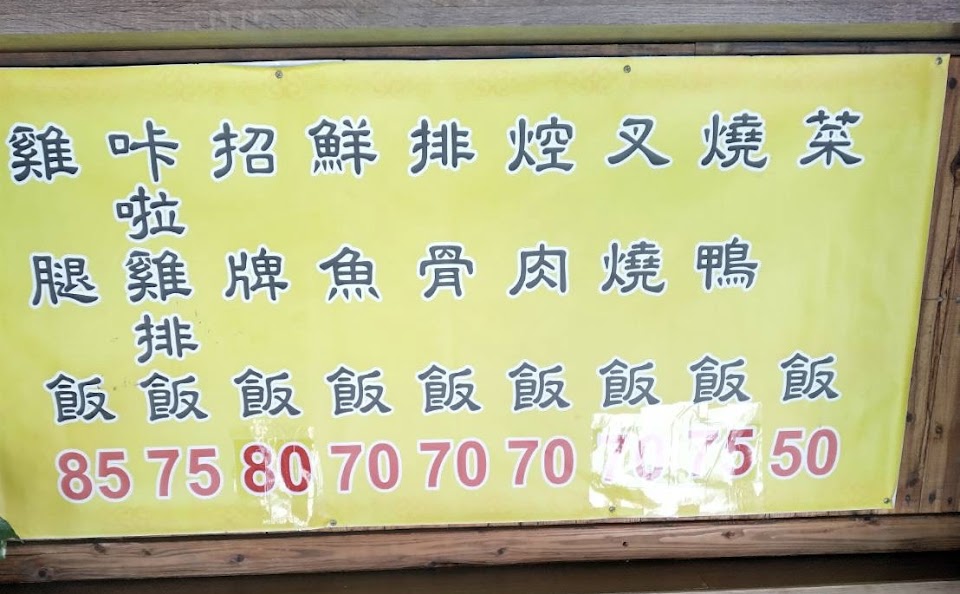 雞腿飯 85
咔啦雞排飯 75
招牌飯 80
鮮魚飯 70
排骨飯 70
焢肉飯 70
叉燒飯 70
燒鴨飯 75
菜飯 50